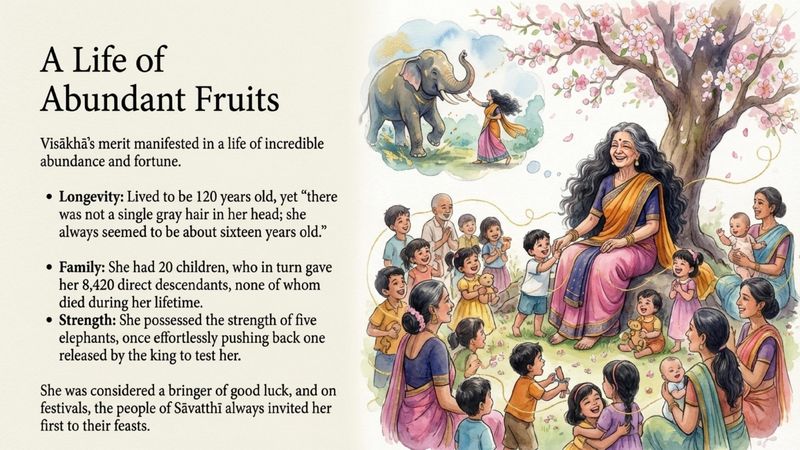 A Life of
Abundant Fruits
Visākhā's merit manifested in a life of incredible
abundance and fortune.
• Longevity: Lived to be 120 years old, yet “there
was not a single gray hair in her head; she
always seemed to be about sixteen years old.”
• Family: She had 20 children, who in turn gave
her 8,420 direct descendants, none of whom
died during her lifetime.
• Strength: She possessed the strength of five
elephants, once effortlessly pushing back one
released by the king to test her.
She was considered a bringer of good luck, and on
festivals, the people of Sāvatthī always invited her
first to their feasts.